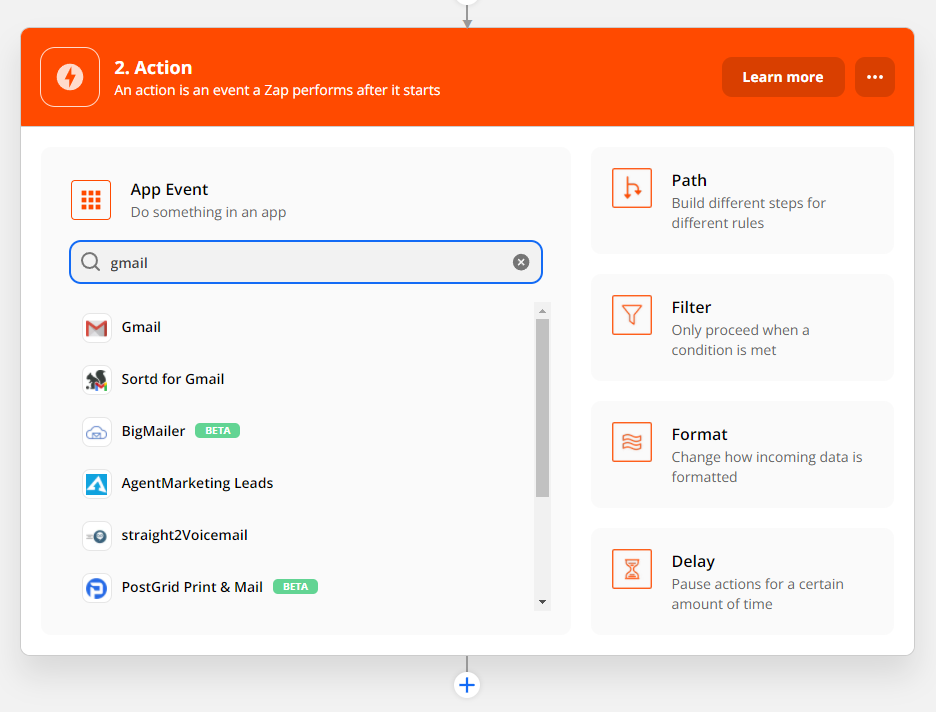 2. Action
An action is an event a Zap performs after it starts
Learn more
App Event
Do something in an app
gmail
Gmail
Sortd for Gmail
BigMailer BETA
AgentMarketing Leads
straight2Voicemail
PostGrid Print & Mail BETA
Path
Build different steps for
different rules
Filter
Only proceed when a
condition is met
Format
Change how incoming data is
formatted
Delay
Pause actions for a certain
amount of time